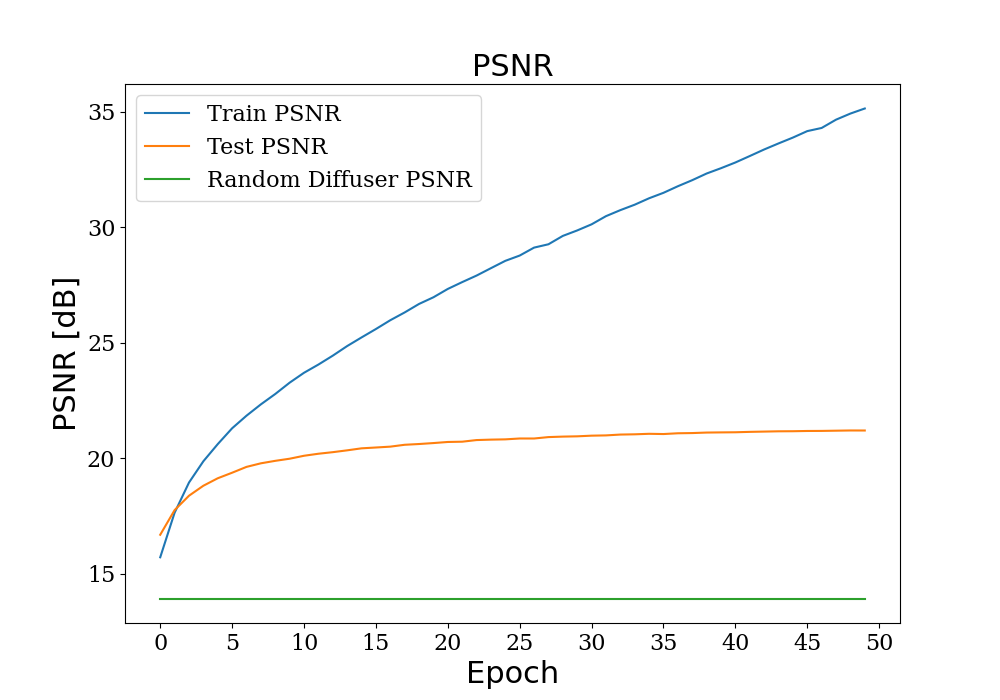 PSNR
Train PSNR
Test PSNR
Random Diffuser PSNR
PSNR [dB]
35
30
25
20
15
0 5 10 15 20 25 30 35 40 45 50
Epoch